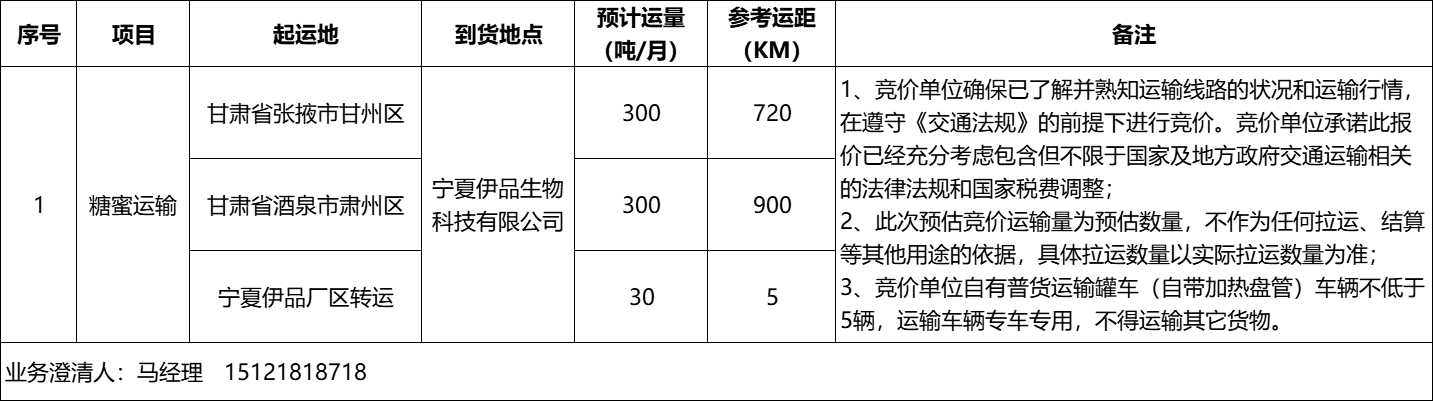 序号
项目
起运地
到货地点
预计运量
（吨/月）
参考运距
（KM）
备注
1
糖蜜运输
甘肃省张掖市甘州区
300
720
甘肃省酒泉市肃州区
300
900
宁夏伊品厂区转运
30
5
宁夏伊品生物
科技有限公司
1、竞价单位确保已了解并熟知运输线路的状况和运输行情，
在遵守《交通法规》的前提下进行竞价。竞价单位承诺此报
价已经充分考虑包含但不限于国家及地方政府交通运输相关
的法律法规和国家税费调整；
2、此次预估竞价运输量为预估数量，不作为任何拉运、结算
等其他用途的依据，具体拉运数量以实际拉运数量为准；
3、竞价单位自有普货运输罐车（自带加热盘管）车辆不低于
5辆，运输车辆专车专用，不得运输其它货物。
业务澄清人：马经理 15121818718